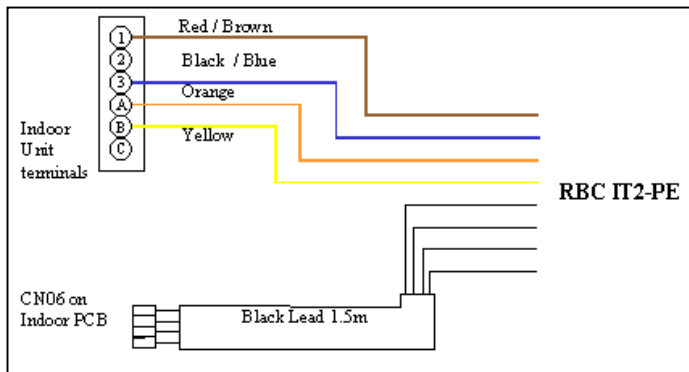 Red / Brown
1
2
Black / Blue
3
Orange
A
B
Yellow
C
Indoor
Unit
terminals
RBC IT2-PE
CN06 on
Indoor PCB
Black Lead 1.5m